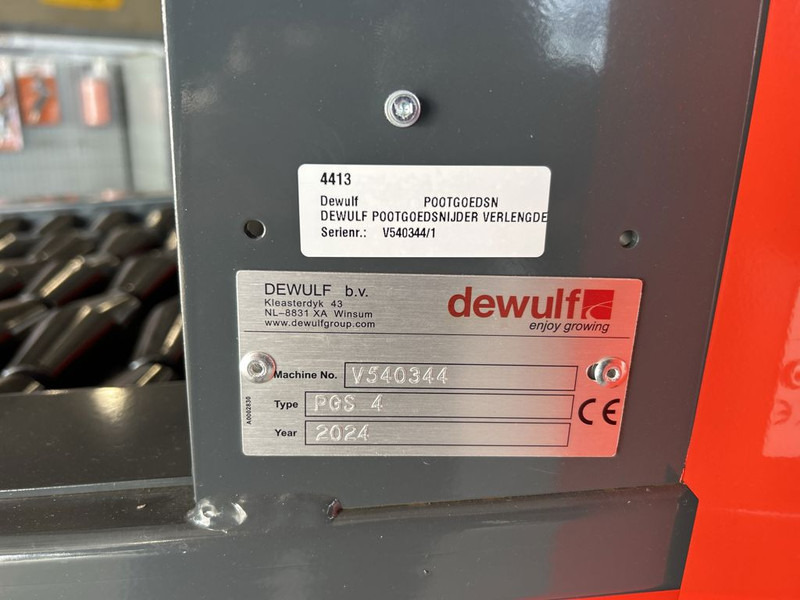 4413
Dewulf POOTGOEDSN
DEWULF POOTGOEDSNIJDER VERLENGDE
Serienr.: V540344/1
DEWULF b.v.
Kleasterdyk 43
NL-8831 XA Winsum
www.dewulfgroup.com
dewulf
enjoy growing
Machine No. V540344
Type PGS 4
Year 2024
CE
A0002830